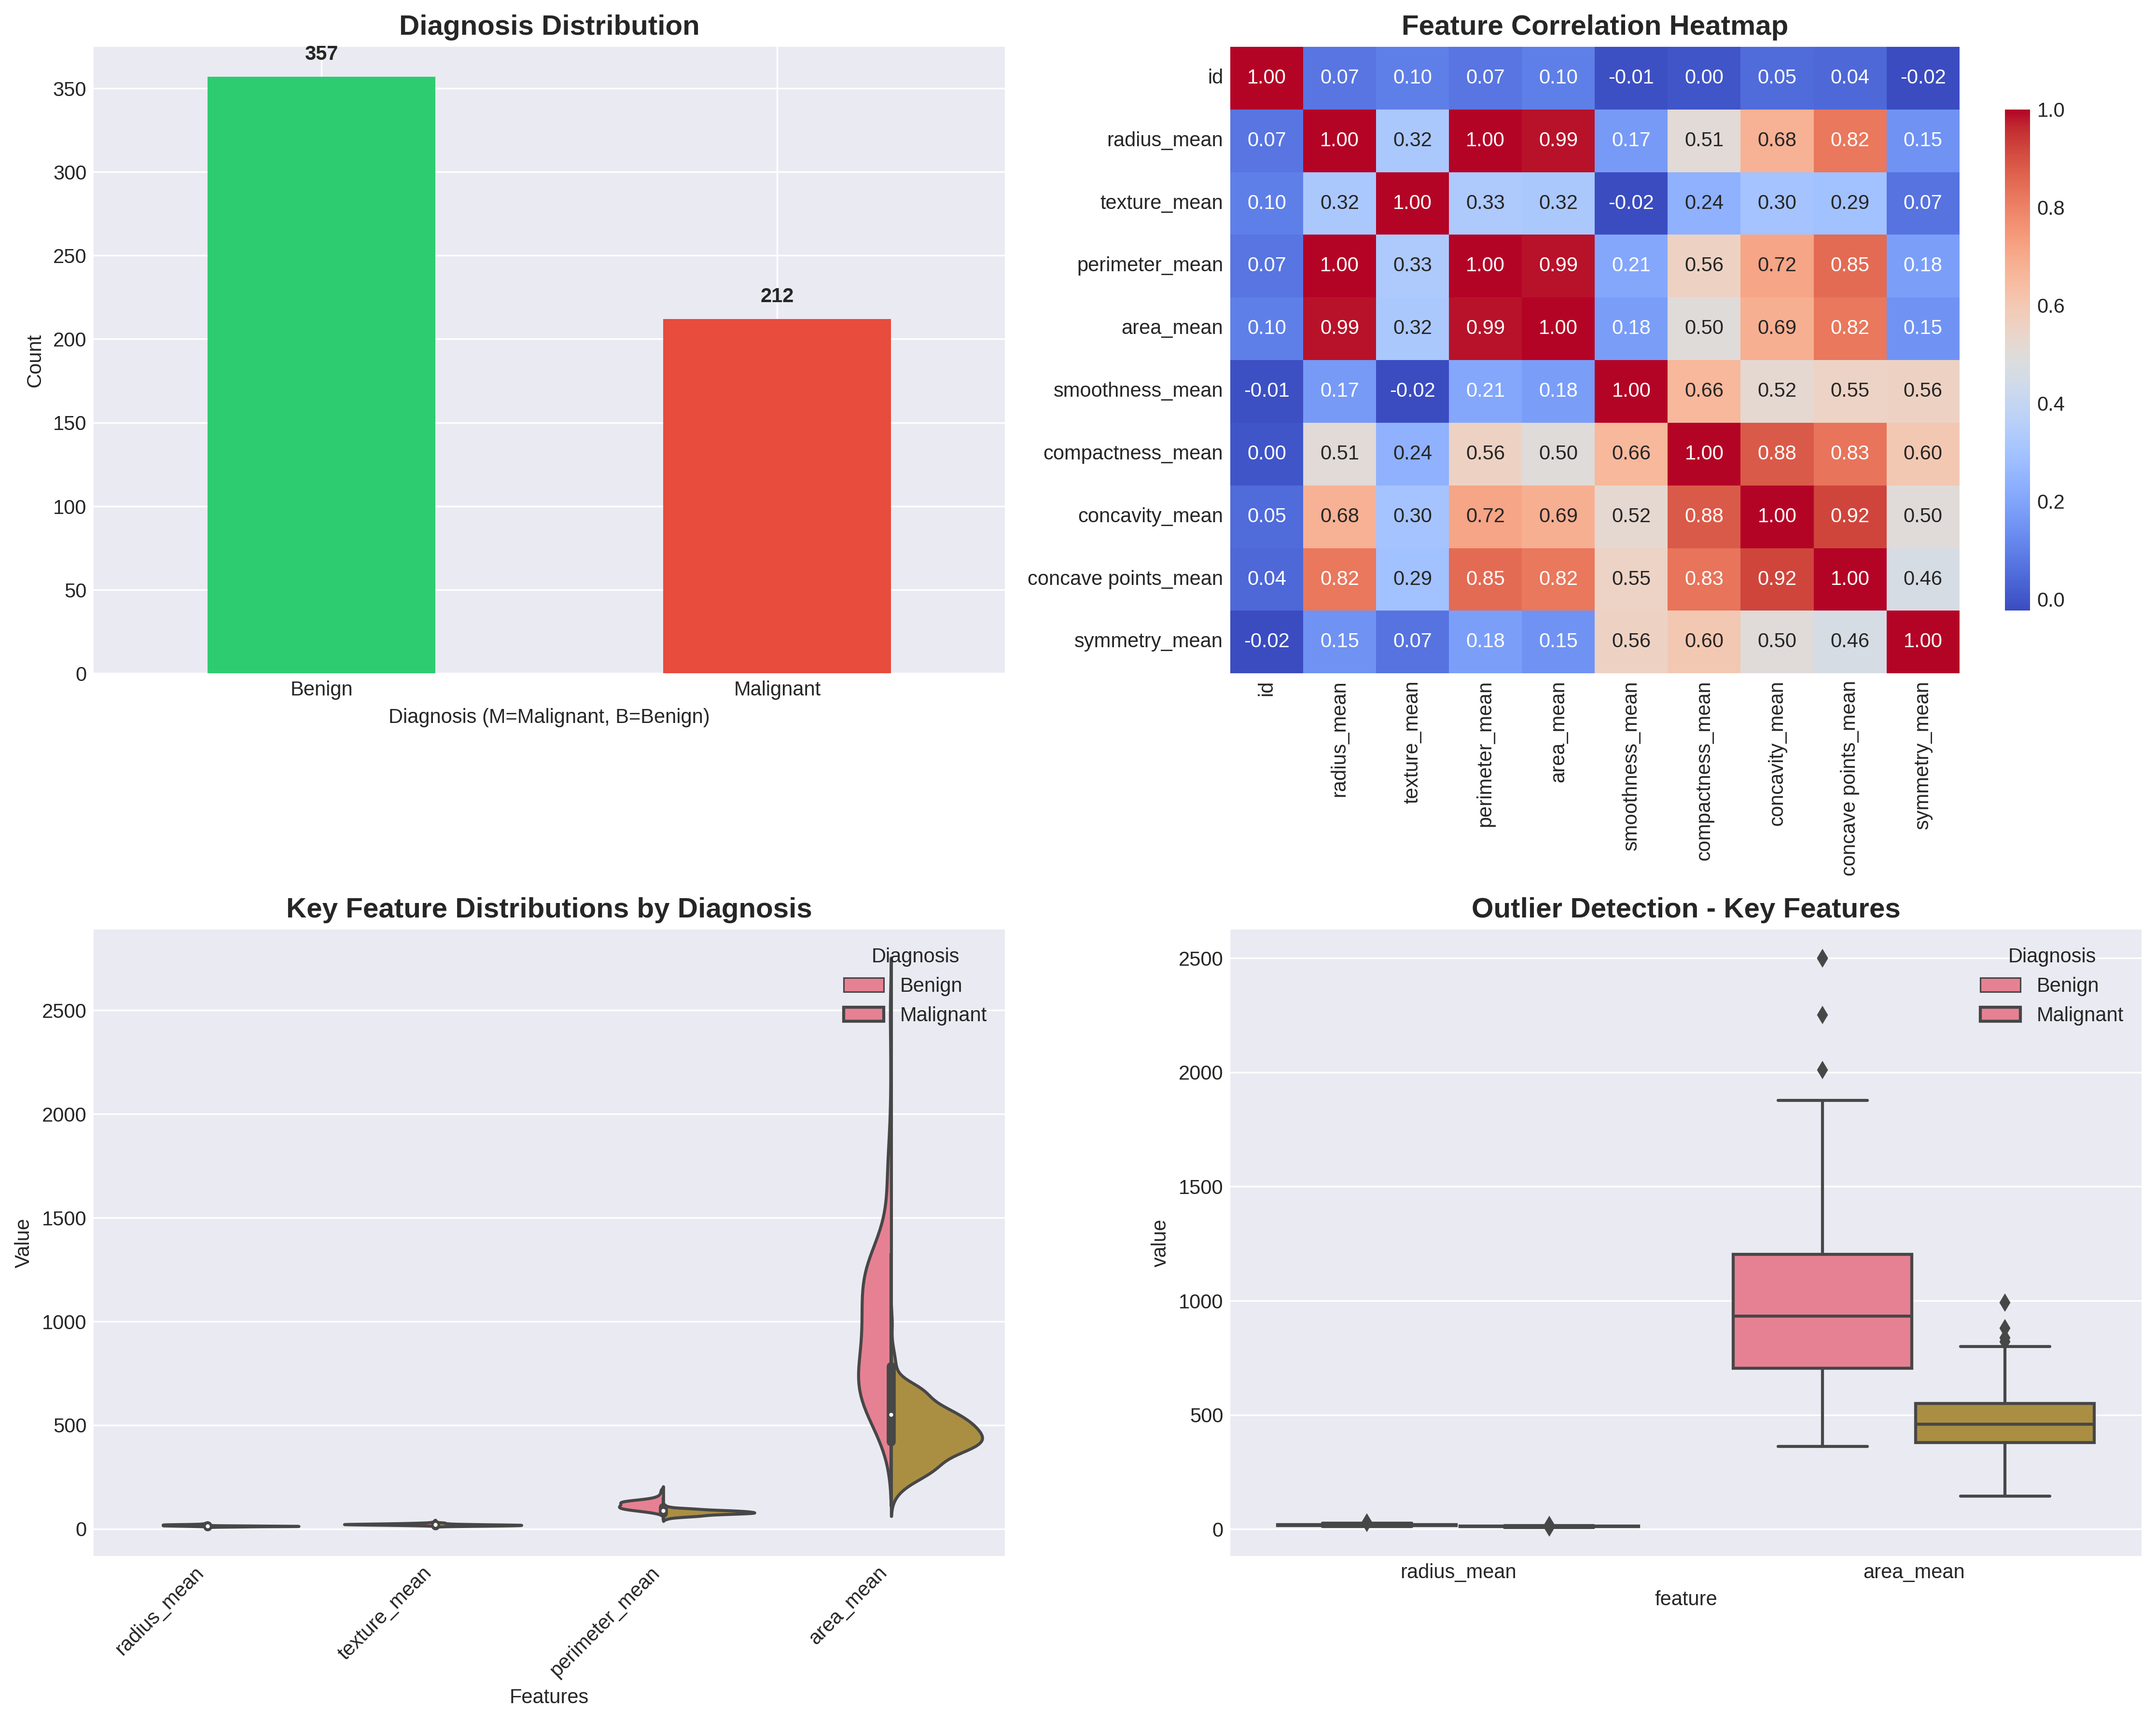 Diagnosis Distribution
357
212
350
300
250
200
150
100
50
0
Count
Benign
Malignant
Diagnosis (M=Malignant, B=Benign)
Feature Correlation Heatmap
id 1.00 0.07 0.10 0.07 0.10 -0.01 0.00 0.05 0.04 -0.02
radius_mean 0.07 1.00 0.32 1.00 0.99 0.17 0.51 0.68 0.82 0.15
texture_mean 0.10 0.32 1.00 0.33 0.32 -0.02 0.24 0.30 0.29 0.07
perimeter_mean 0.07 1.00 0.33 1.00 0.99 0.21 0.56 0.72 0.85 0.18
area_mean 0.10 0.99 0.32 0.99 1.00 0.18 0.50 0.69 0.82 0.15
smoothness_mean -0.01 0.17 -0.02 0.21 0.18 1.00 0.66 0.52 0.55 0.56
compactness_mean 0.00 0.51 0.24 0.56 0.50 0.66 1.00 0.88 0.83 0.60
concavity_mean 0.05 0.68 0.30 0.72 0.69 0.52 0.88 1.00 0.92 0.50
concave points_mean 0.04 0.82 0.29 0.85 0.82 0.55 0.83 0.92 1.00 0.46
symmetry_mean -0.02 0.15 0.07 0.18 0.15 0.56 0.60 0.50 0.46 1.00
id
radius_mean
texture_mean
perimeter_mean
area_mean
smoothness_mean
compactness_mean
concavity_mean
concave points_mean
symmetry_mean
1.0
0.8
0.6
0.4
0.2
0.0
Key Feature Distributions by Diagnosis
Diagnosis
Benign
Malignant
2500
2000
1500
1000
500
0
Value
radius_mean
texture_mean
perimeter_mean
area_mean
Features
Outlier Detection - Key Features
Diagnosis
Benign
Malignant
2500
2000
1500
1000
500
0
value
radius_mean
area_mean
feature